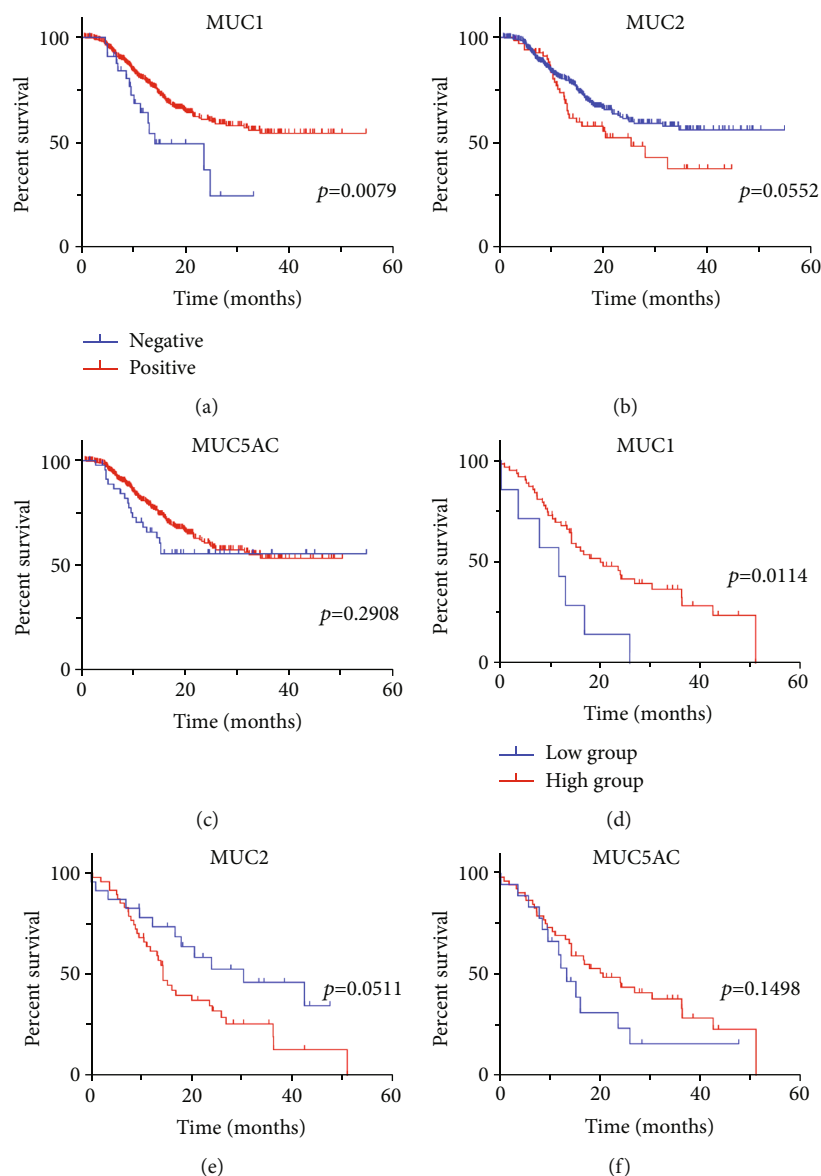 MUC1
100
50
0
Percent survival
p=0.0079
0 20 40 60
Time (months)
Negative
Positive
(a)
MUC2
100
50
0
Percent survival
p=0.0552
0 20 40 60
Time (months)
(b)
MUC5AC
100
50
0
Percent survival
p=0.2908
0 20 40 60
Time (months)
(c)
MUC1
100
50
0
Percent survival
p=0.0114
0 20 40 60
Time (months)
Low group
High group
(d)
MUC2
100
50
0
Percent survival
p=0.0511
0 20 40 60
Time (months)
(e)
MUC5AC
100
50
0
Percent survival
p=0.1498
0 20 40 60
Time (months)
(f)